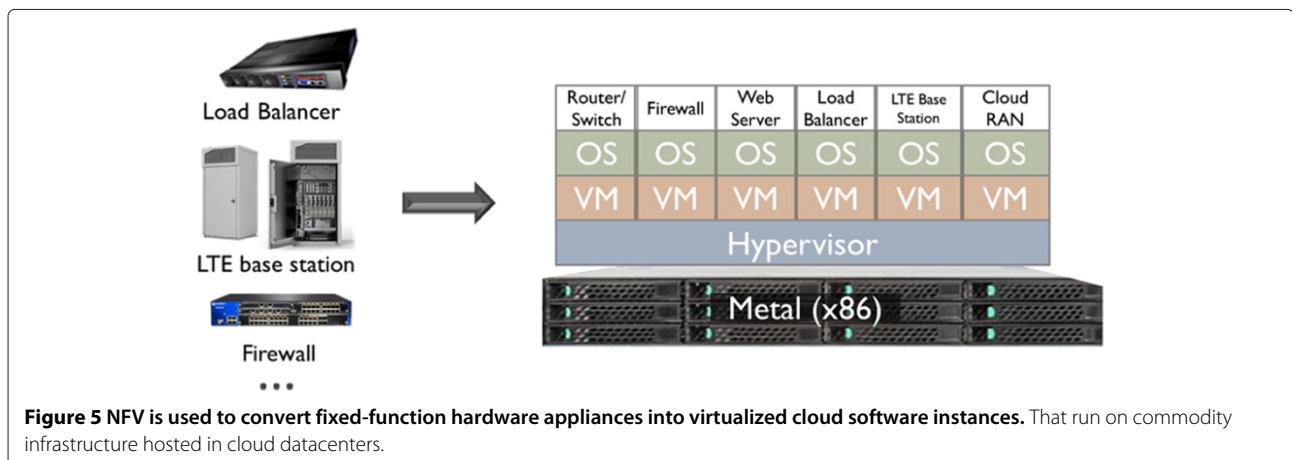 Load Balancer
LTE base station
Firewall
...
Router/ Switch
Firewall
Web Server
Load Balancer
LTE Base Station
Cloud RAN
OS OS OS OS OS OS
VM VM VM VM VM VM
Hypervisor
Metal (x86)
Figure 5 NFV is used to convert fixed-function hardware appliances into virtualized cloud software instances. That run on commodity
infrastructure hosted in cloud datacenters.